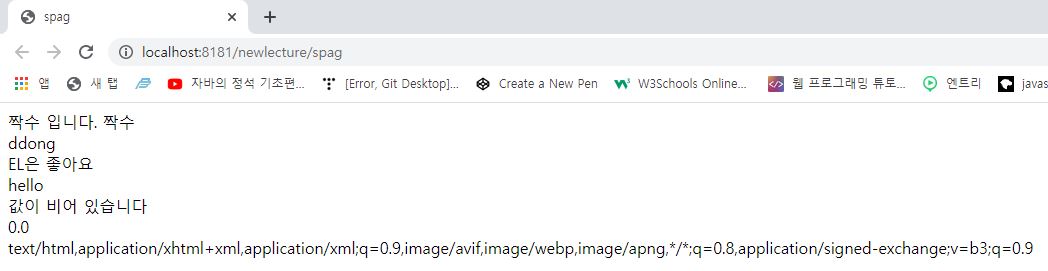 spag
localhost:8181/newlecture/spag
앱 새 탭 자바의 정석 기초편... [Error, Git Desktop]... Create a New Pen W3Schools Online... 웹 프로그래밍 튜토... 엔트리 javas
짝수 입니다. 짝수
ddong
EL은 좋아요
hello
값이 비어 있습니다
0.0
text/html,application/xhtml+xml,application/xml;q=0.9,image/avif,image/webp,image/apng,*/*;q=0.8,application/signed-exchange;v=b3;q=0.9